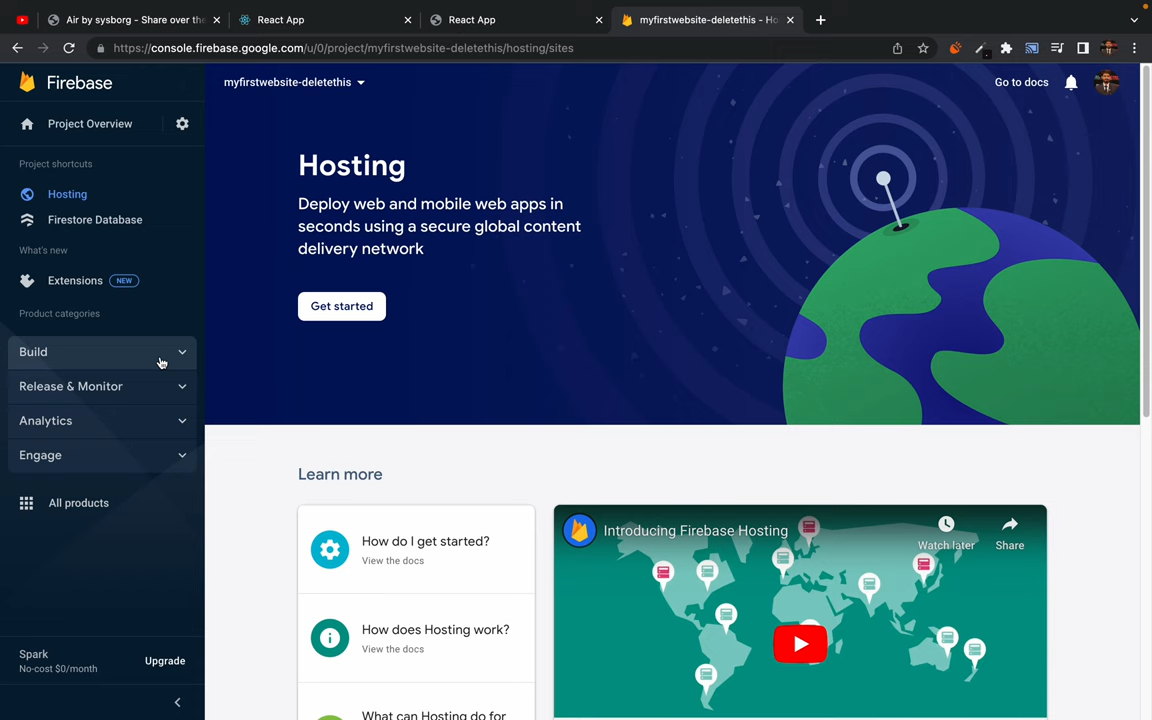 Air by sysborg - Share over the
React App
React App
myfirstwebsite-deletethis - Ho
https://console.firebase.google.com/u/0/project/myfirstwebsite-deletethis/hosting/sites
Firebase
myfirstwebsite-deletethis
Go to docs
Project Overview
Project shortcuts
Hosting
Firestore Database
What's new
Extensions NEW
Product categories
Build
Release & Monitor
Analytics
Engage
All products
Spark
No-cost $0/month
Upgrade
Hosting
Deploy web and mobile web apps in
seconds using a secure global content
delivery network
Get started
Learn more
How do I get started?
View the docs
How does Hosting work?
View the docs
What can Hosting do for
Introducing Firebase Hosting
Watch later
Share